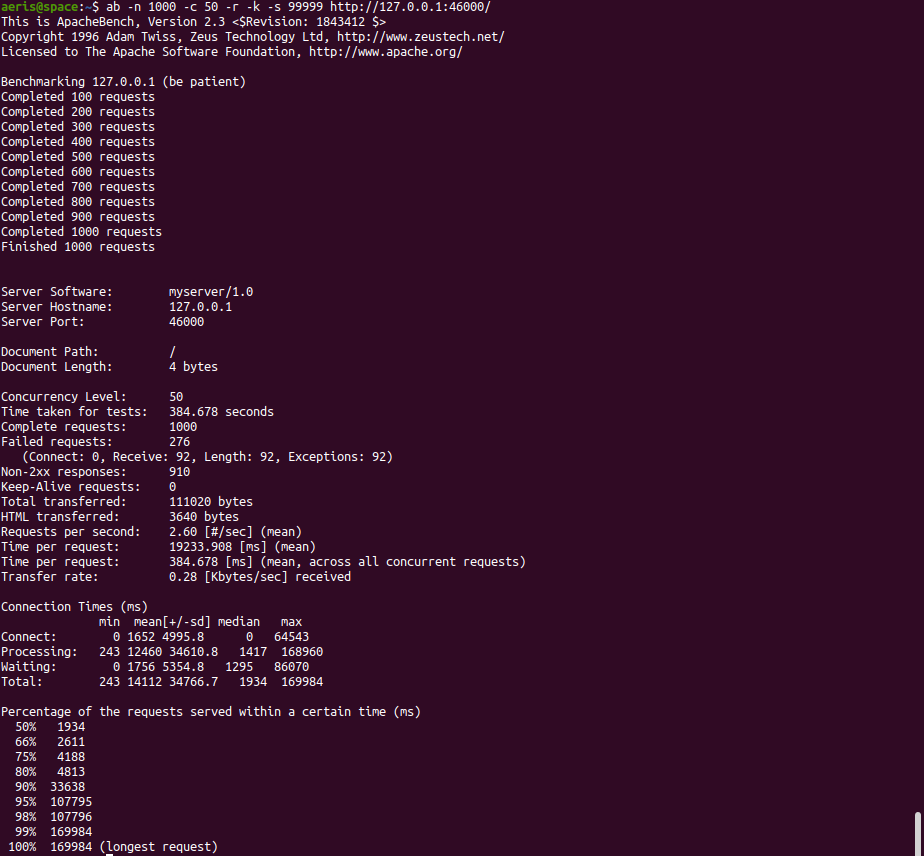 aeris@space:~$ ab -n 1000 -c 50 -r -k -s 99999 http://127.0.0.1:46000/
This is ApacheBench, Version 2.3 <$Revision: 1843412 $>
Copyright 1996 Adam Twiss, Zeus Technology Ltd, http://www.zeustech.net/
Licensed to The Apache Software Foundation, http://www.apache.org/

Benchmarking 127.0.0.1 (be patient)
Completed 100 requests
Completed 200 requests
Completed 300 requests
Completed 400 requests
Completed 500 requests
Completed 600 requests
Completed 700 requests
Completed 800 requests
Completed 900 requests
Completed 1000 requests
Finished 1000 requests


Server Software:        myserver/1.0
Server Hostname:        127.0.0.1
Server Port:            46000

Document Path:          /
Document Length:        4 bytes

Concurrency Level:      50
Time taken for tests:   384.678 seconds
Complete requests:      1000
Failed requests:        276
   (Connect: 0, Receive: 92, Length: 92, Exceptions: 92)
Non-2xx responses:      910
Keep-Alive requests:    0
Total transferred:      111020 bytes
HTML transferred:       3640 bytes
Requests per second:    2.60 [#/sec] (mean)
Time per request:       19233.908 [ms] (mean)
Time per request:       384.678 [ms] (mean, across all concurrent requests)
Transfer rate:          0.28 [Kbytes/sec] received

Connection Times (ms)
              min  mean[+/-sd] median   max
Connect:        0 1652 4995.8      0   64543
Processing:   243 12460 34610.8   1417  168960
Waiting:        0 1756 5354.8   1295   86070
Total:        243 14112 34766.7   1934  169984

Percentage of the requests served within a certain time (ms)
  50%   1934
  66%   2611
  75%   4188
  80%   4813
  90%  33638
  95%  107795
  98%  107796
  99%  169984
 100%  169984 (longest request)